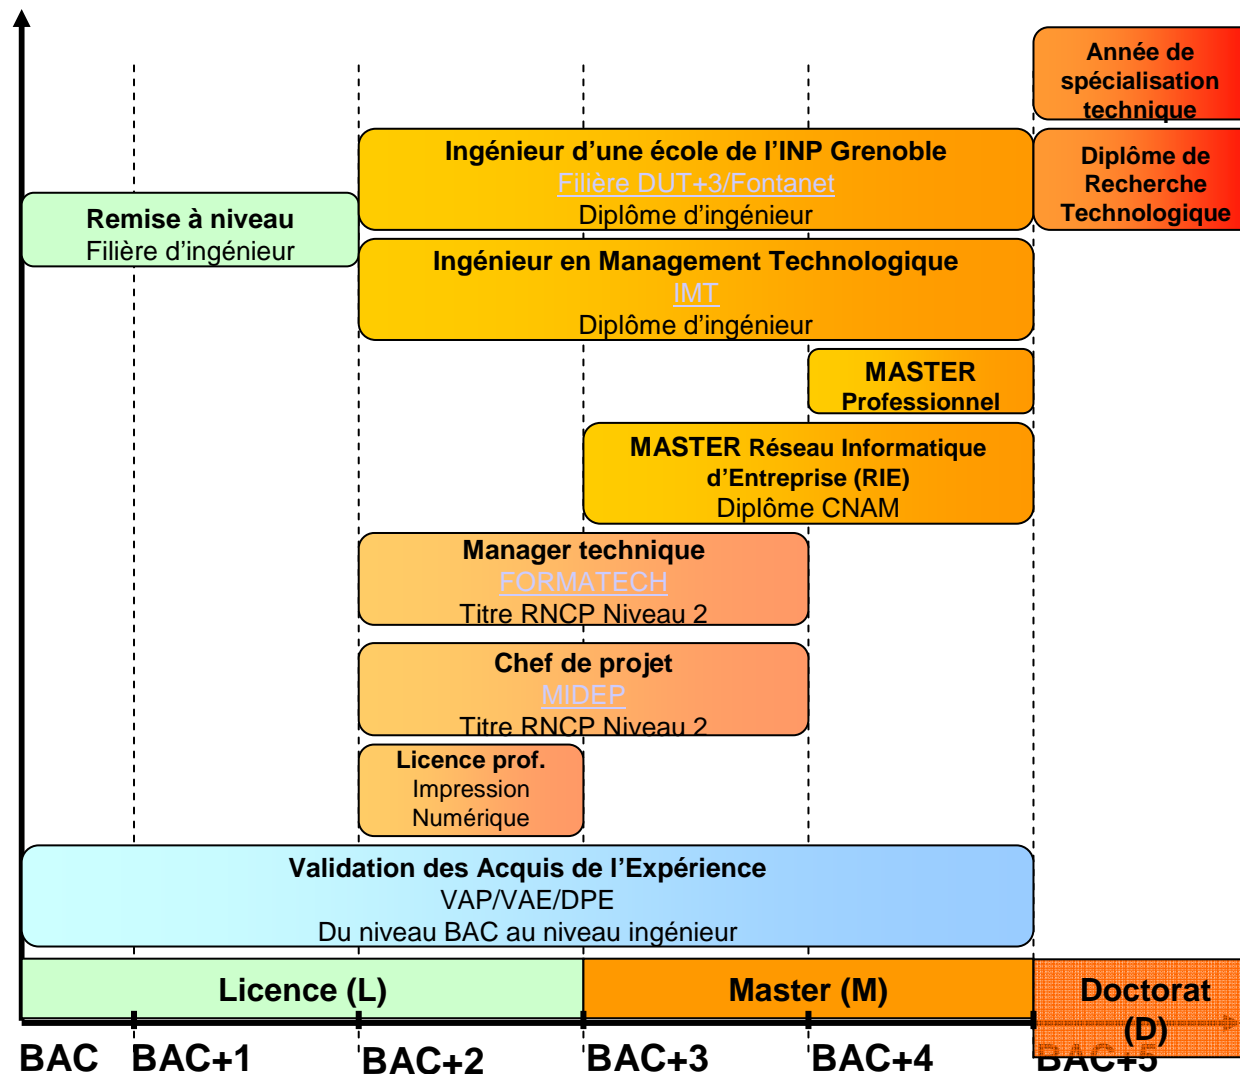 Année de
spécialisation
technique
Ingénieur d’une école de l’INP Grenoble
Filière DUT+3/Fontanet
Diplôme d’ingénieur
Diplôme de
Recherche
Technologique
Remise à niveau
Filière d’ingénieur
Ingénieur en Management Technologique
IMT
Diplôme d’ingénieur
MASTER
Professionnel
MASTER Réseau Informatique
d’Entreprise (RIE)
Diplôme CNAM
Manager technique
FORMATECH
Titre RNCP Niveau 2
Chef de projet
MIDEP
Titre RNCP Niveau 2
Licence prof.
Impression
Numérique
Validation des Acquis de l’Expérience
VAP/VAE/DPE
Du niveau BAC au niveau ingénieur
Licence (L)
Master (M)
Doctorat
(D)
BAC BAC+1 BAC+2 BAC+3 BAC+4 BAC+5